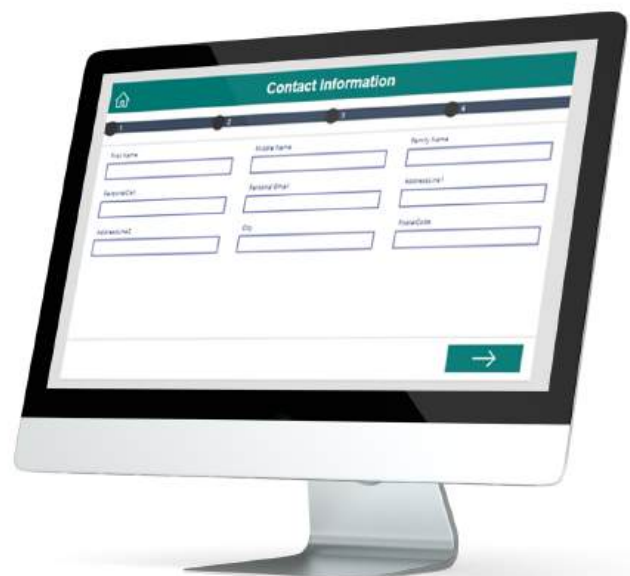 Contact Information
1 2 3 4
First Name Middle Name Family Name
PersonalCell Personal Email AddressLine1
AddressLine2 City PostalCode